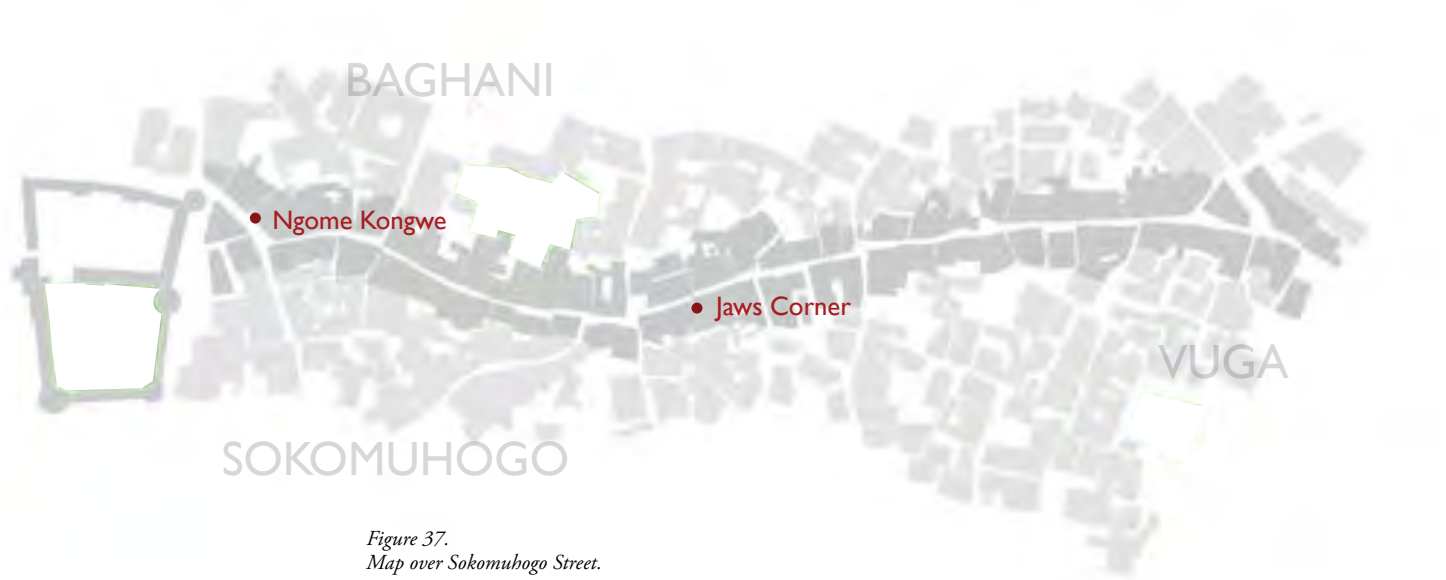 BAGHANI
Ngome Kongwe
Jaws Corner
VUGA
SOKOMUHOGO
Figure 37.
Map over Sokomuhogo Street.